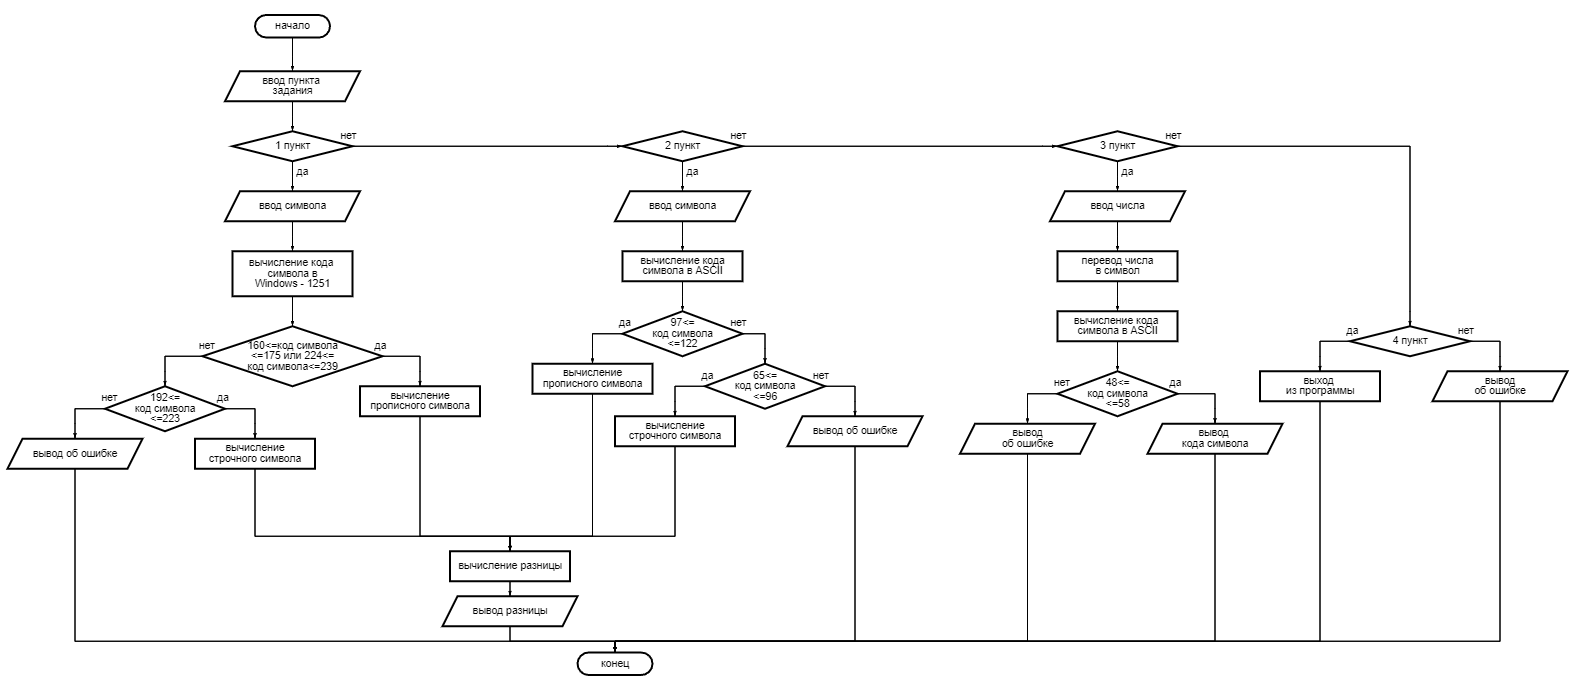 начало
ввод пункта
задания
1 пункт
нет
да
2 пункт
нет
да
3 пункт
нет
да
ввод символа
ввод символа
ввод числа
вычисление кода
символа в
Windows - 1251
вычисление кода
символа в ASCII
перевод числа
в символ
вычисление кода
символа в ASCII
нет
160<=код символа
<=175 или 224<=
код символа<=239
да
да
97<=
код символа
<=122
нет
да
4 пункт
нет
вычисление
прописного символа
вычисление
прописного символа
да
65<=
код символа
<=96
нет
нет
48<=
код символа
<=58
да
выход
из программы
вывод
об ошибке
нет
192<=
код символа
<=223
да
вывод об ошибке
вычисление
строчного символа
вычисление
строчного символа
вывод об ошибке
вывод
об ошибке
вывод
кода символа
вычисление разницы
вывод разницы
конец